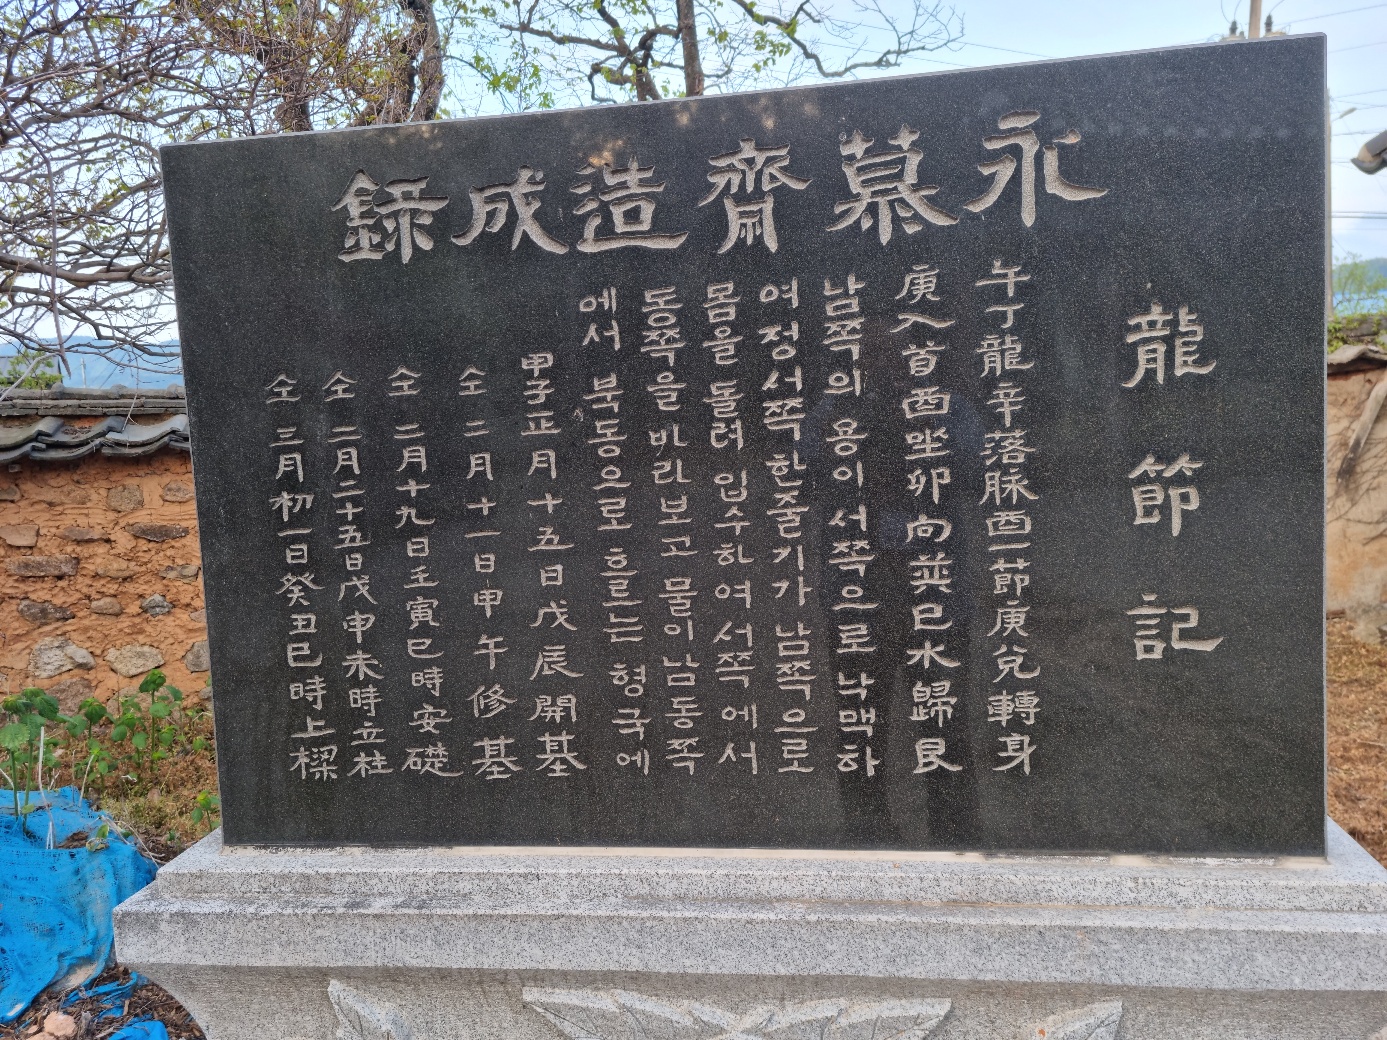 永慕齋造成錄
龍節記
午丁龍辛落脉酉一節庚兌轉身
庚入首酉坐卯向巽巳水歸艮
남쪽의 용이 서쪽으로 낙맥하
여 정서쪽 한줄기가 남쪽으로
몸을 돌려 입수하여 서쪽에서
동쪽을 바라보고 물이 남동쪽
에서 북동으로 흐르는 형국에
甲子正月十五日戊辰開基
仝 二月十一日甲午修基
仝 二月十九日壬寅巳時安礎
仝 二月二十五日戊申未時立柱
仝 三月初一日癸丑巳時上樑